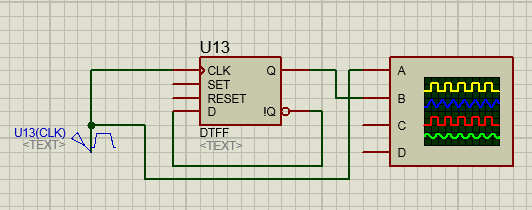 U13
CLK Q
SET
RESET
D !Q
DTFF
<TEXT>
U13(CLK)
<TEXT>
A
B
C
D